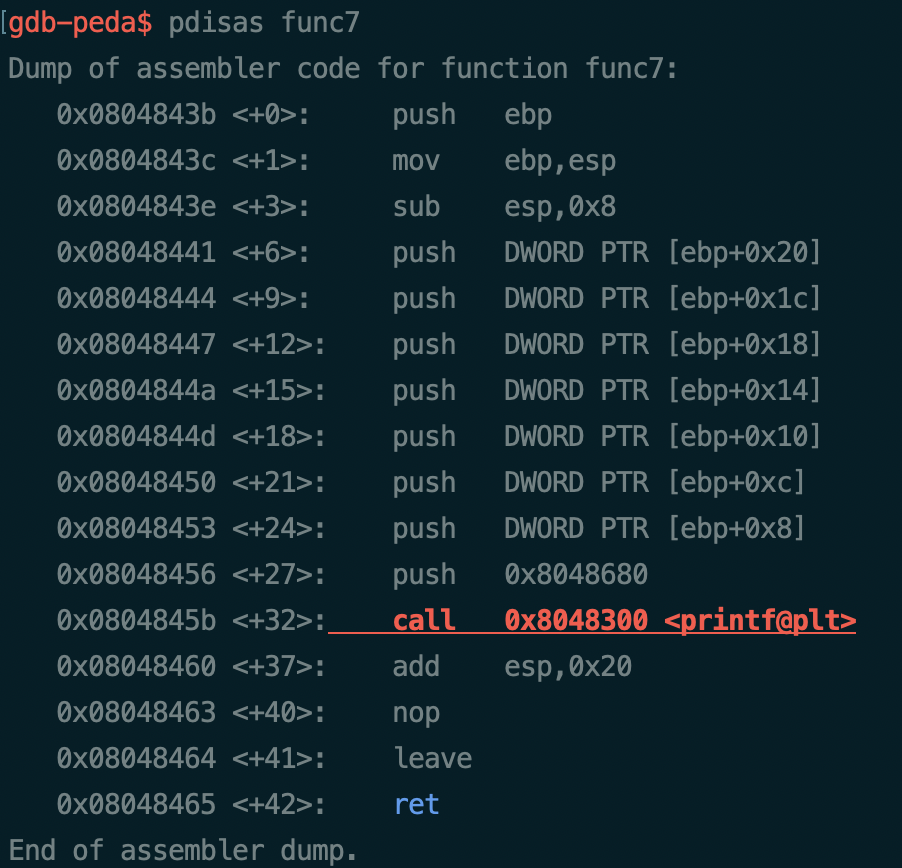 [gdb-peda$ pdisas func7
Dump of assembler code for function func7:
   0x0804843b <+0>:     push   ebp
   0x0804843c <+1>:     mov    ebp,esp
   0x0804843e <+3>:     sub    esp,0x8
   0x08048441 <+6>:     push   DWORD PTR [ebp+0x20]
   0x08048444 <+9>:     push   DWORD PTR [ebp+0x1c]
   0x08048447 <+12>:    push   DWORD PTR [ebp+0x18]
   0x0804844a <+15>:    push   DWORD PTR [ebp+0x14]
   0x0804844d <+18>:    push   DWORD PTR [ebp+0x10]
   0x08048450 <+21>:    push   DWORD PTR [ebp+0xc]
   0x08048453 <+24>:    push   DWORD PTR [ebp+0x8]
   0x08048456 <+27>:    push   0x8048680
   0x0804845b <+32>:    call   0x8048300 <printf@plt>
   0x08048460 <+37>:    add    esp,0x20
   0x08048463 <+40>:    nop
   0x08048464 <+41>:    leave
   0x08048465 <+42>:    ret
End of assembler dump.